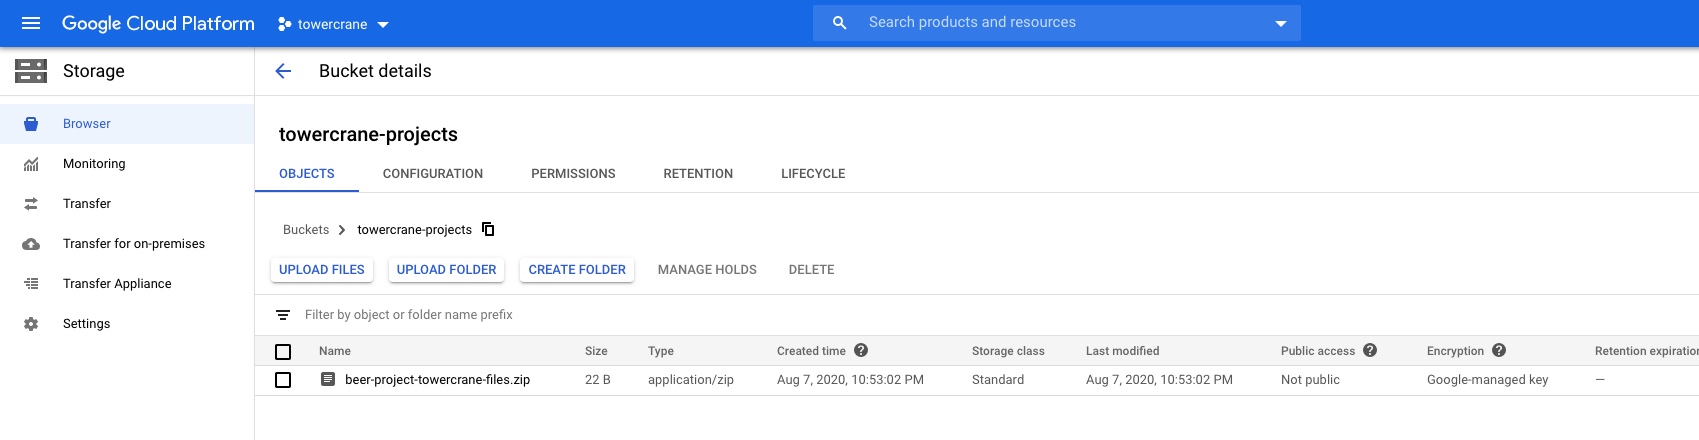 Google Cloud Platform towercrane Search products and resources
Storage
Bucket details
Browser
Monitoring
Transfer
Transfer for on-premises
Transfer Appliance
Settings
towercrane-projects
OBJECTS CONFIGURATION PERMISSIONS RETENTION LIFECYCLE
Buckets > towercrane-projects
UPLOAD FILES UPLOAD FOLDER CREATE FOLDER MANAGE HOLDS DELETE
Filter by object or folder name prefix
Name Size Type Created time Storage class Last modified Public access Encryption Retention expiration
beer-project-towercrane-files.zip 22 B application/zip Aug 7, 2020, 10:53:02 PM Standard Aug 7, 2020, 10:53:02 PM Not public Google-managed key —